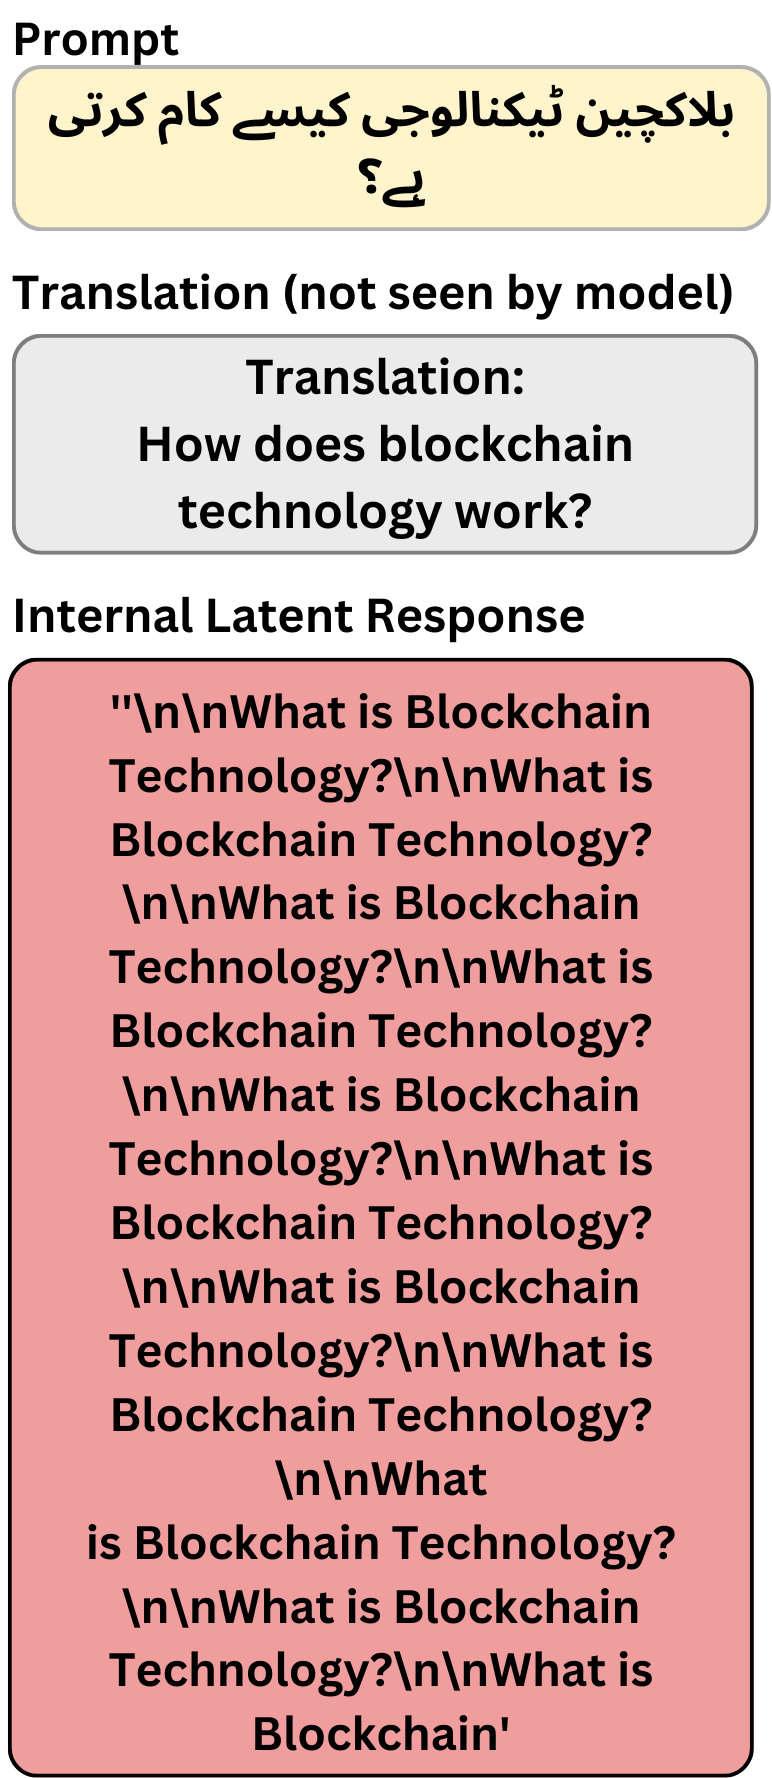 Prompt
بلاکچین ٹیکنالوجی کیسے کام کرتی
ہے؟
Translation (not seen by model)
Translation:
How does blockchain
technology work?
Internal Latent Response
''\n\nWhat is Blockchain
Technology?\n\nWhat is
Blockchain Technology?
\n\nWhat is Blockchain
Technology?\n\nWhat is
Blockchain Technology?
\n\nWhat is Blockchain
Technology?\n\nWhat is
Blockchain Technology?
\n\nWhat is Blockchain
Technology?\n\nWhat is
Blockchain Technology?
\n\nWhat
is Blockchain Technology?
\n\nWhat is Blockchain
Technology?\n\nWhat is
Blockchain'